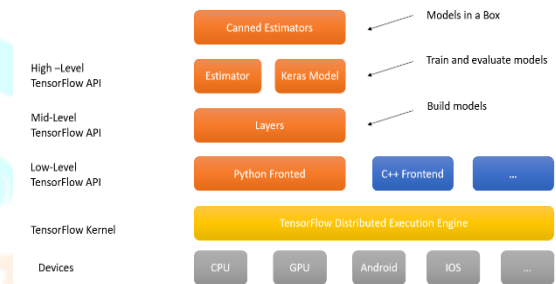 Canned Estimators
Models in a Box
High –Level
TensorFlow API
Estimator
Keras Model
Train and evaluate models
Mid-Level
TensorFlow API
Layers
Build models
Low-Level
TensorFlow API
Python Fronted
C++ Frontend
...
TensorFlow Kernel
TensorFlow Distributed Execution Engine
Devices
CPU
GPU
Android
IOS
...